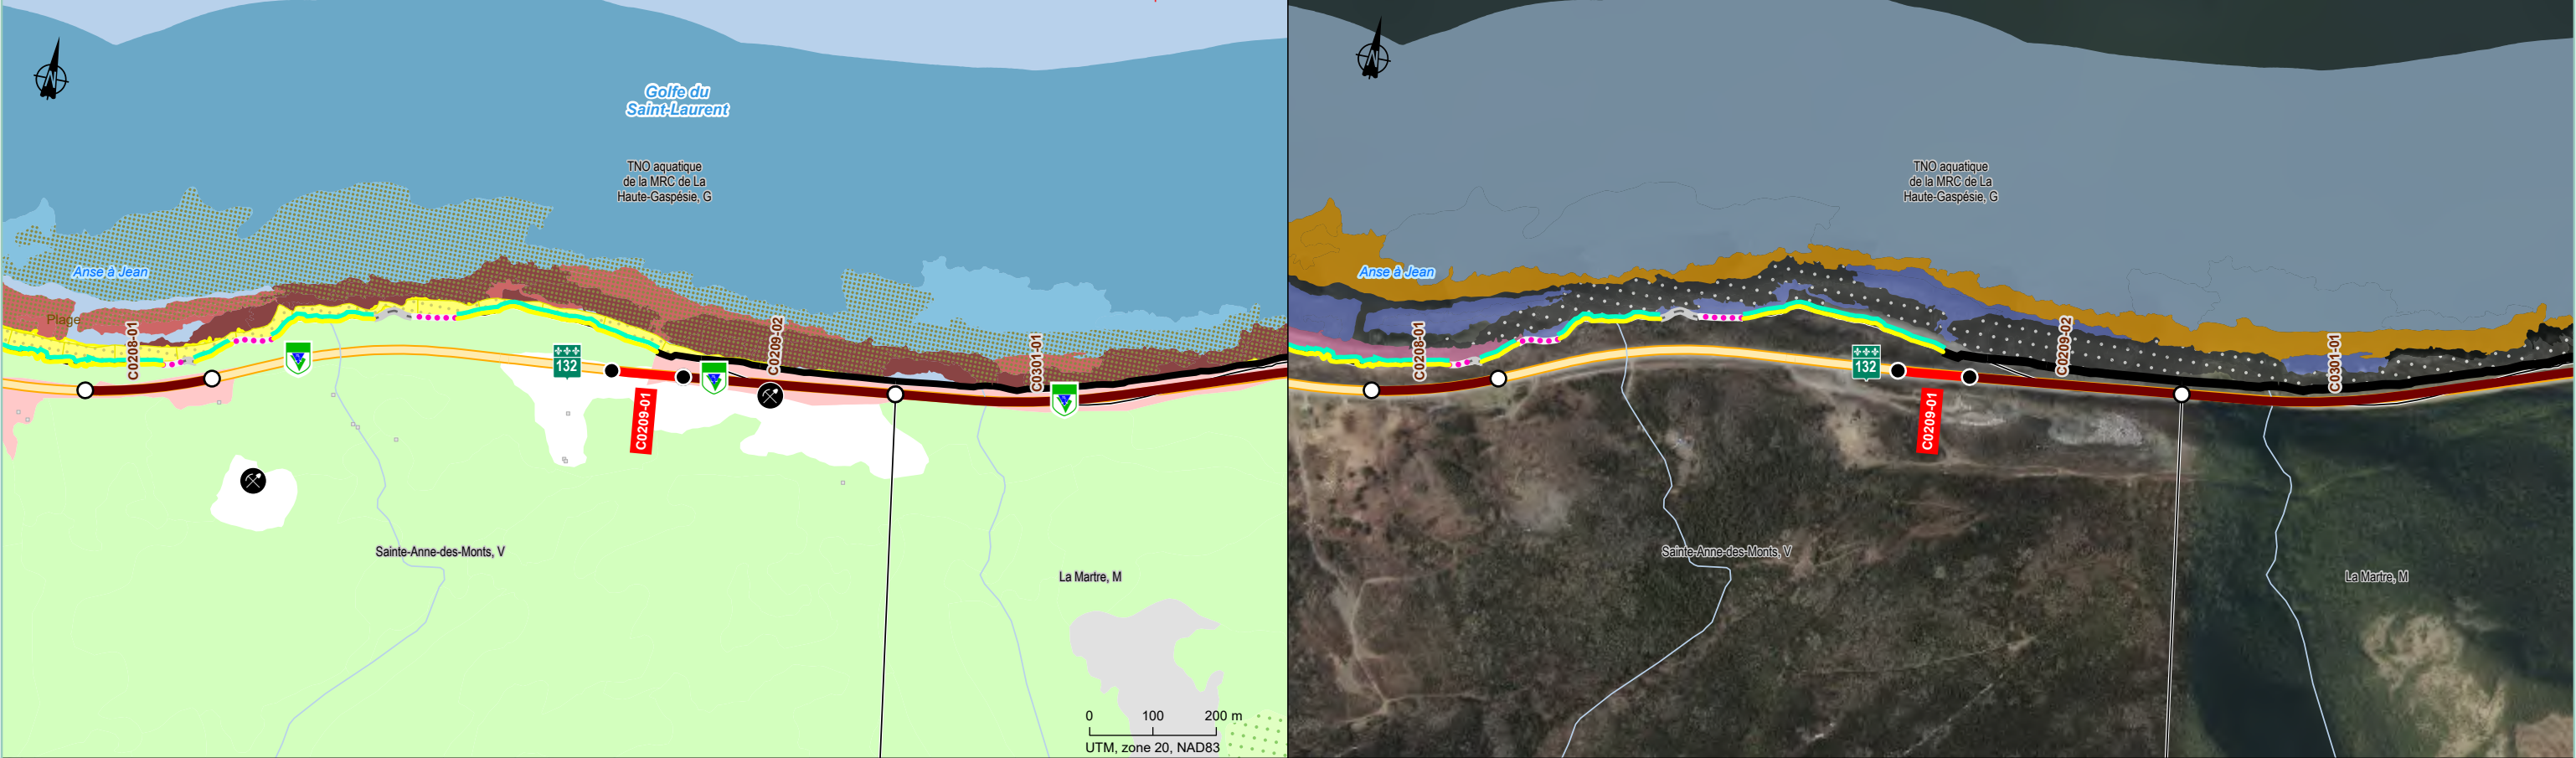 N
Golfe du
Saint-Laurent
TNO aquatique
de la MRC de La
Haute-Gaspésie, G
Anse à Jean
Plage
C0208-01
132
C0209-01
C0209-02
C0301-01
Sainte-Anne-des-Monts, V
La Martre, M
0 100 200 m
UTM, zone 20, NAD83
N
TNO aquatique
de la MRC de La
Haute-Gaspésie, G
Anse à Jean
C0208-01
132
C0209-01
C0209-02
C0301-01
Sainte-Anne-des-Monts, V
La Martre, M